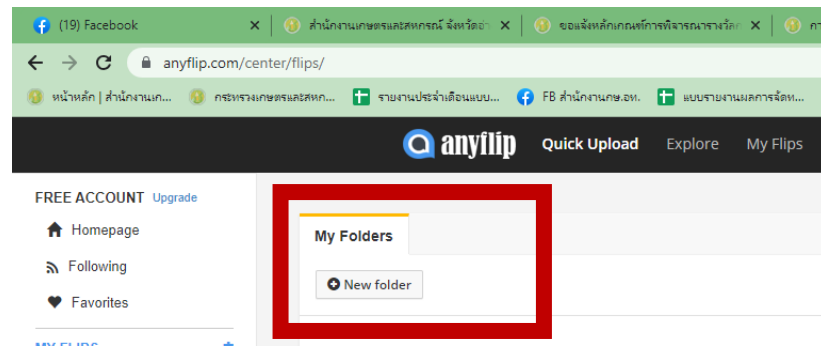 (19) Facebook
สำนักงานเกษตรและสหกรณ์ จังหวัดอ่า
ขอแจ้งหลักเกณฑ์การพิจารณารางวัล
anyflip.com/center/flips/
หน้าหลัก | สำนักงานเก...
กระทรวงเกษตรและสหก...
รายงานประจำเดือนแบบ...
FB สำนักงานกษ.อท.
แบบรายงานผลการจัดท...
anyflip
Quick Upload
Explore
My Flips
FREE ACCOUNT Upgrade
Homepage
My Folders
Following
New folder
Favorites
MY FLIPS